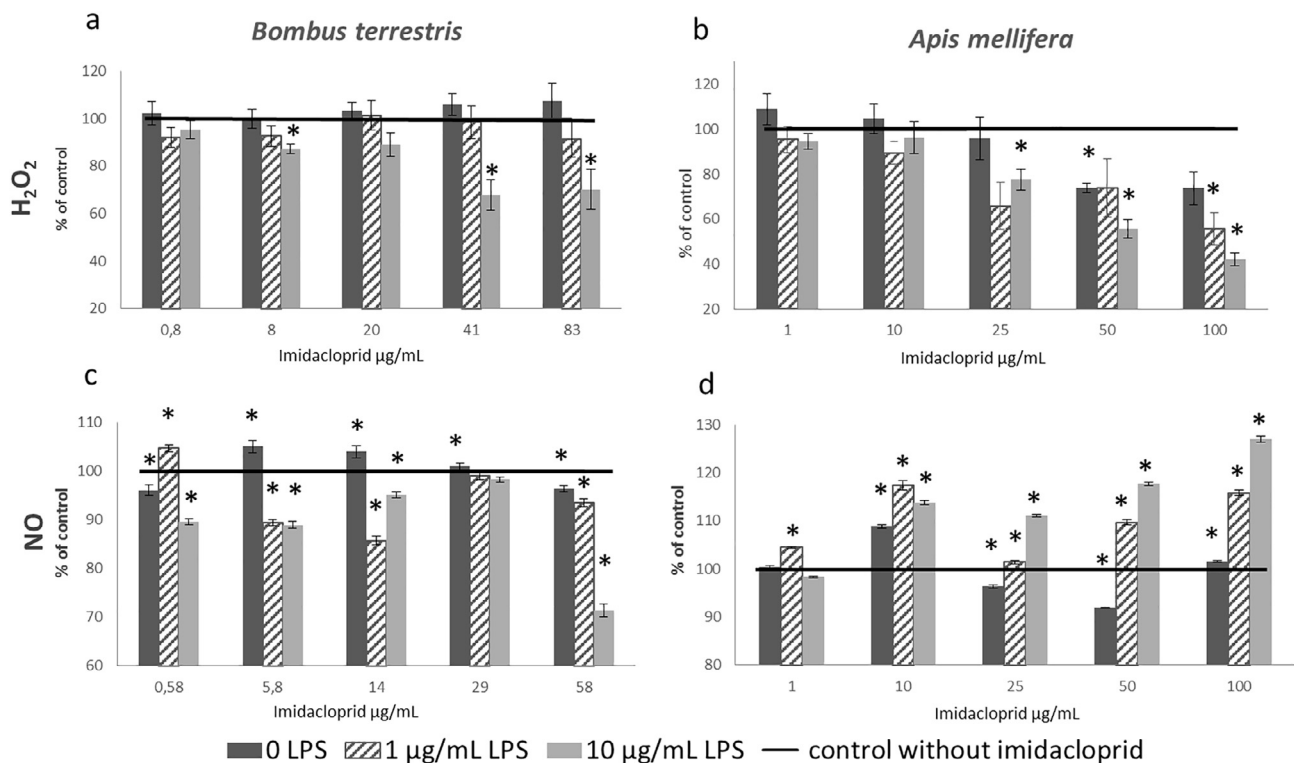 a
Bombus terrestris
H2O2
% of control
120
100
80
60
40
20
* * *
0,8 8 20 41 83
Imidacloprid µg/mL
b
Apis mellifera
% of control
120
100
80
60
40
20
* * * * *
1 10 25 50 100
Imidacloprid µg/mL
c
NO
% of control
110
100
90
80
70
60
* * * * * * * * * * * * *
0,58 5,8 14 29 58
Imidacloprid µg/mL
d
% of control
130
120
110
100
90
80
* * * * * * * * * * * * *
1 10 25 50 100
Imidacloprid µg/mL
0 LPS 1 µg/mL LPS 10 µg/mL LPS control without imidacloprid